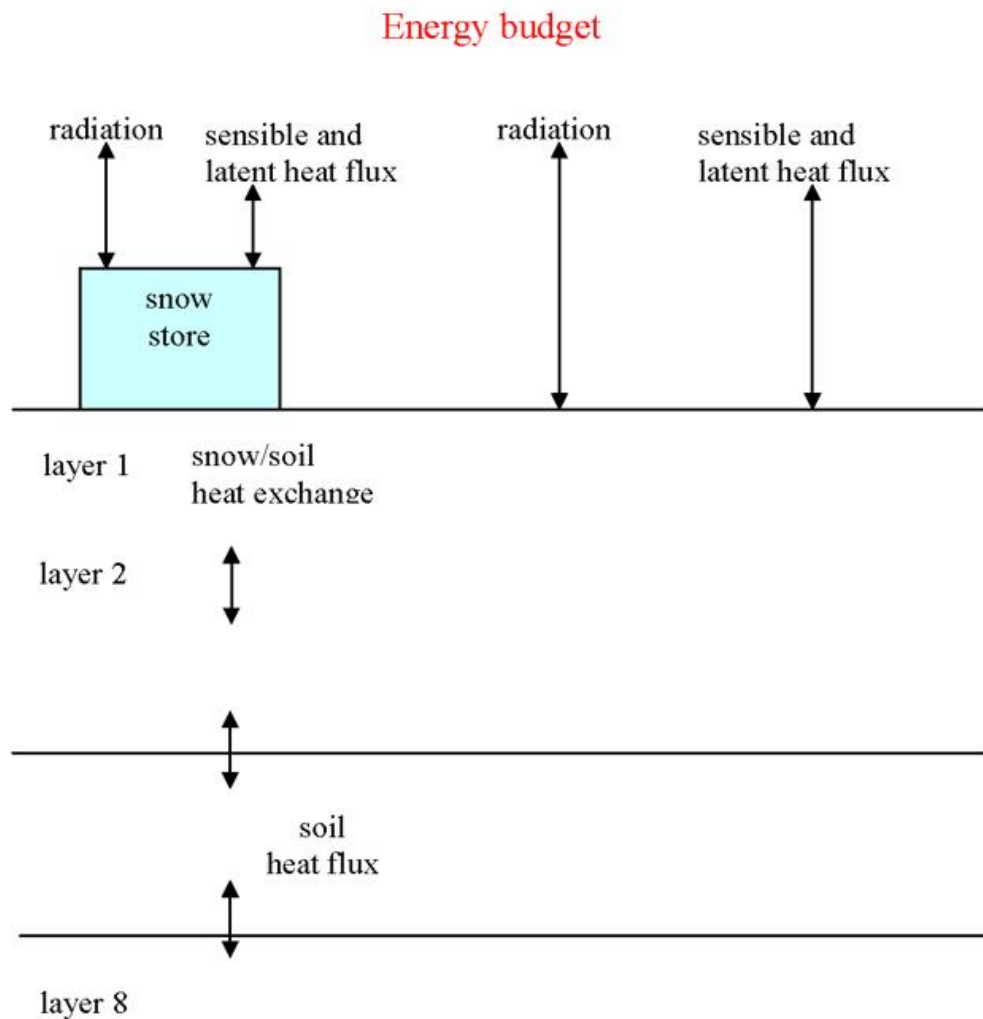 Energy budget
radiation
sensible and
latent heat flux
radiation
sensible and
latent heat flux
snow
store
layer 1
snow/soil
heat exchange
layer 2
soil
heat flux
layer 8